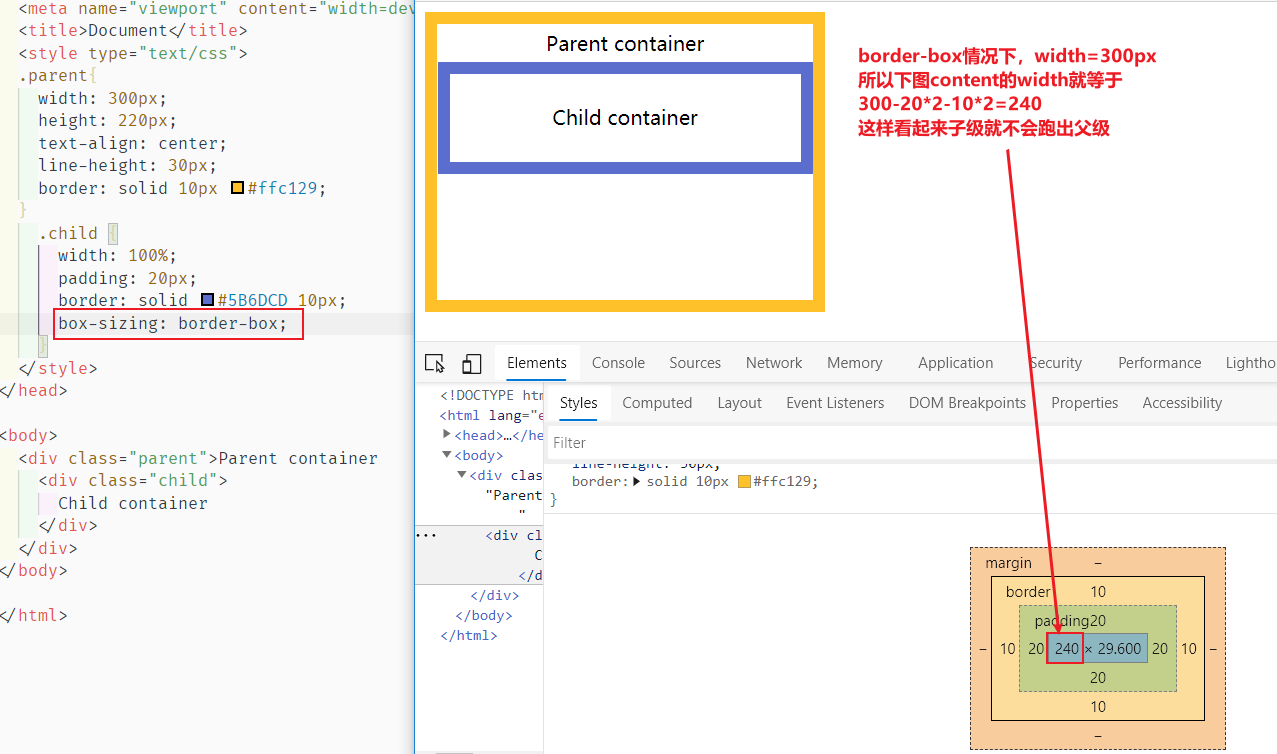 <meta name="viewport" content="width=dev
<title>Document</title>
<style type="text/css">
.parent{
width: 300px;
height: 220px;
text-align: center;
line-height: 30px;
border: solid 10px #ffc129;
}
.child {
width: 100%;
padding: 20px;
border: solid #5B6DCD 10px;
box-sizing: border-box;
}
</style>
</head>
<body>
<div class="parent">Parent container
<div class="child">
Child container
</div>
</div>
</body>
</html>
Parent container
Child container
border-box情况下，width=300px
所以下图content的width就等于
300-20*2-10*2=240
这样看起来子级就不会跑出父级
Elements Console Sources Network Memory Application Security Performance Lightho
<!DOCTYPE htm
<html lang="e
<head>…</he
<body>
<div clas
"Parent
"
··· <div cl
C
</d
</div>
</body>
</html>
Styles Computed Layout Event Listeners DOM Breakpoints Properties Accessibility
Filter
line-height: 30px;
border: solid 10px #ffc129;
}
margin –
border 10
padding20
– 10 20 240 × 29.600 20 10 –
20
10
–